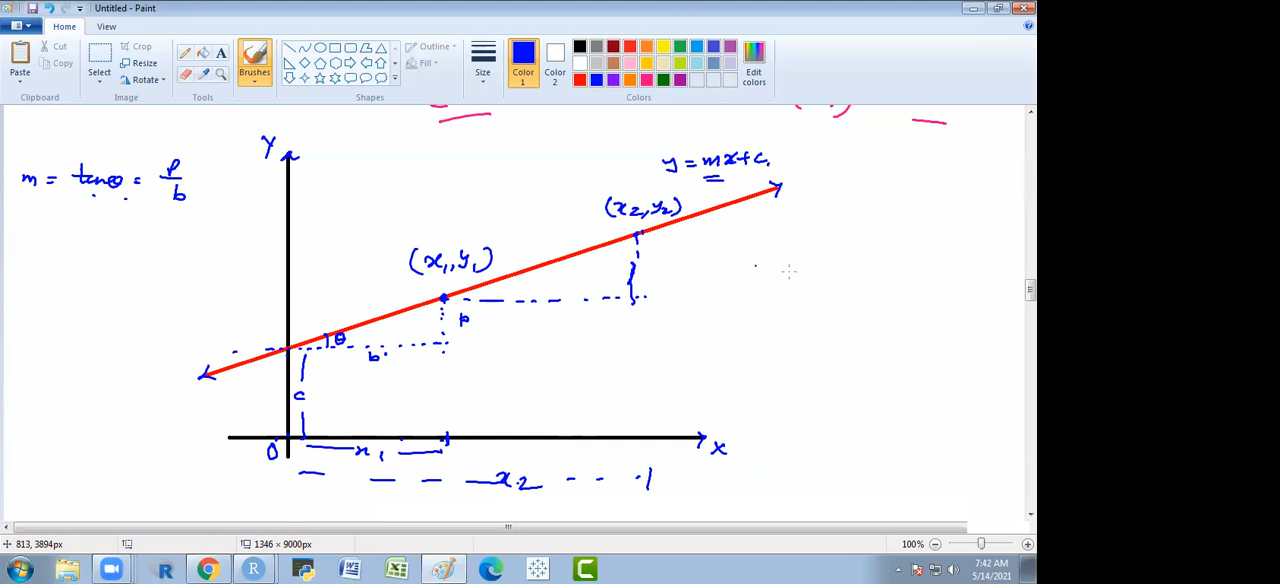 Untitled - Paint
Home View
Paste
Cut
Copy
Clipboard
Select
Crop
Resize
Rotate
Image
A
Tools
Brushes
Outline
Fill
Shapes
Size
Color
1
Color
2
Edit
colors
Colors
Y
y = mx + c,
m = tanθ = P/b
(x2, y2)
(x1, y1)
p
θ
b
c
0
x1
X
x2
813, 3894px
1346 × 9000px
100%
7:42 AM
5/14/2021